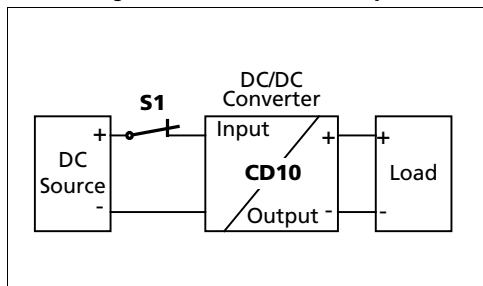 DC/DC
Converter
S1
+ Input + +
DC
Source
CD10
Load
- Output - -